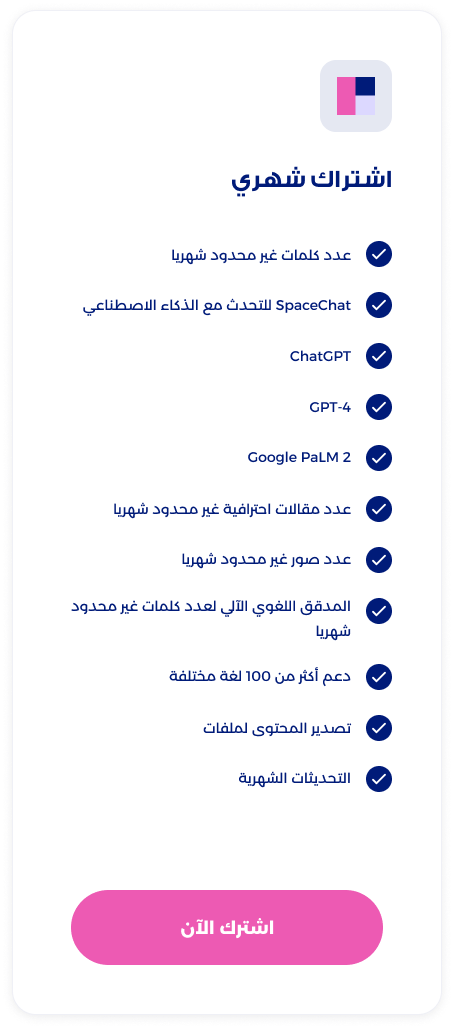 اشتراك شهري
عدد كلمات غير محدود شهريا
SpaceChat للتحدث مع الذكاء الاصطناعي
ChatGPT
GPT-4
Google PaLM 2
عدد مقالات احترافية غير محدود شهريا
عدد صور غير محدود شهريا
المدقق اللغوي الآلي لعدد كلمات غير محدود
شهريا
دعم أكثر من 100 لغة مختلفة
تصدير المحتوى لملفات
التحديثات الشهرية
اشترك الآن